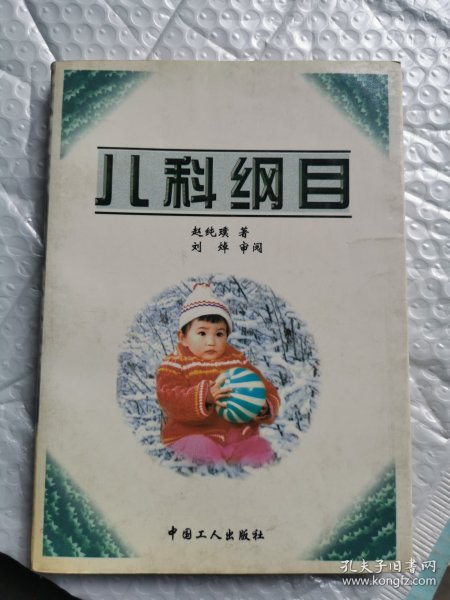 儿科纲目
赵纯璞 著
刘焯 审阅
中国工人出版社
孔夫子旧书网
www.kongfz.com